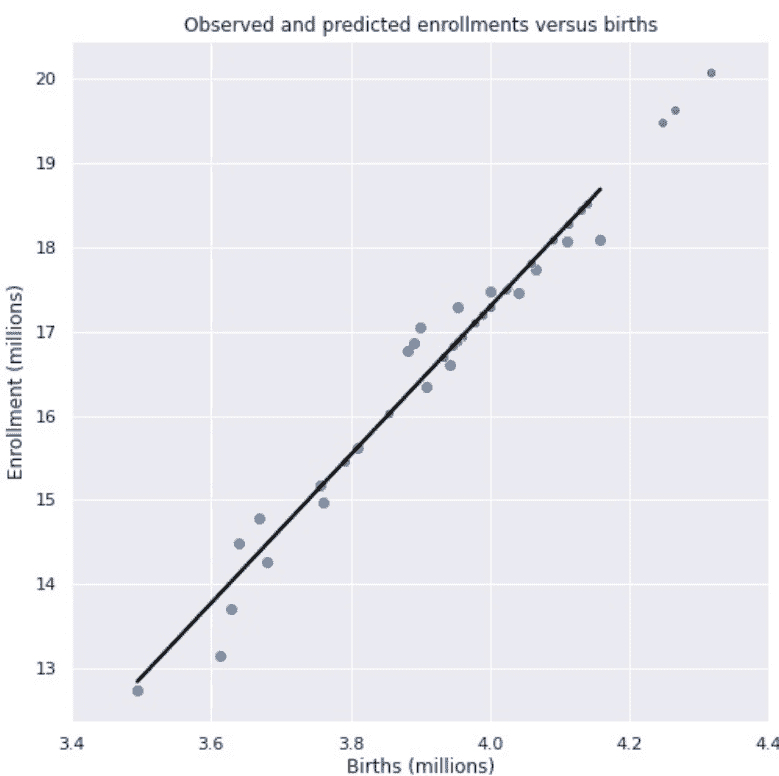 Observed and predicted enrollments versus births
20
19
18
17
16
15
14
13
Enrollment (millions)
3.4 3.6 3.8 4.0 4.2 4.4
Births (millions)